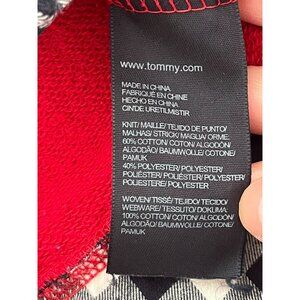 www.tommy.com
MADE IN CHINA
FABRIQUÉ EN CHINE
HECHO EN CHINA
CIN'DE URETILMISTIR
KNIT/ MAILLE/ TEJIDO DE PUNTO/
MALHAS/ STRICK/ MAGLIA/ ÖRME:
60% COTTON/ COTON/ ALGODÓN/
ALGODÃO/ BAUMWOLLE/ COTONE/
PAMUK
40% POLYESTER/ POLYESTER/
POLIÉSTER/ POLIÉSTER/ POLYESTER/
POLIESTERE/ POLYESTER
WOVEN/ TISSÉ/ TEJIDO/ TECIDO/
WEBWARE/ TESSUTO/ DOKUMA:
100% COTTON/ COTON/ ALGODÓN/
ALGODÃO/ BAUMWOLLE/ COTONE/
PAMUK